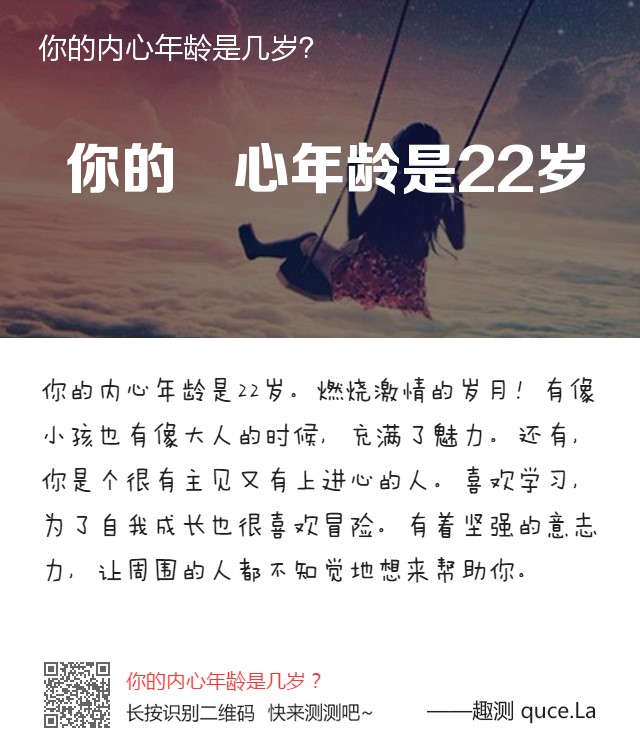 你的内心年龄是几岁?
你的 心年龄是22岁
你的内心年龄是22岁。燃烧激情的岁月！有像
小孩也有像大人的时候，充满了魅力。还有，
你是个很有主见又有上进心的人。喜欢学习，
为了自我成长也很喜欢冒险。有着坚强的意志
力，让周围的人都不知觉地想来帮助你。
你的内心年龄是几岁？
长按识别二维码 快来测测吧~
——趣测 quce.La